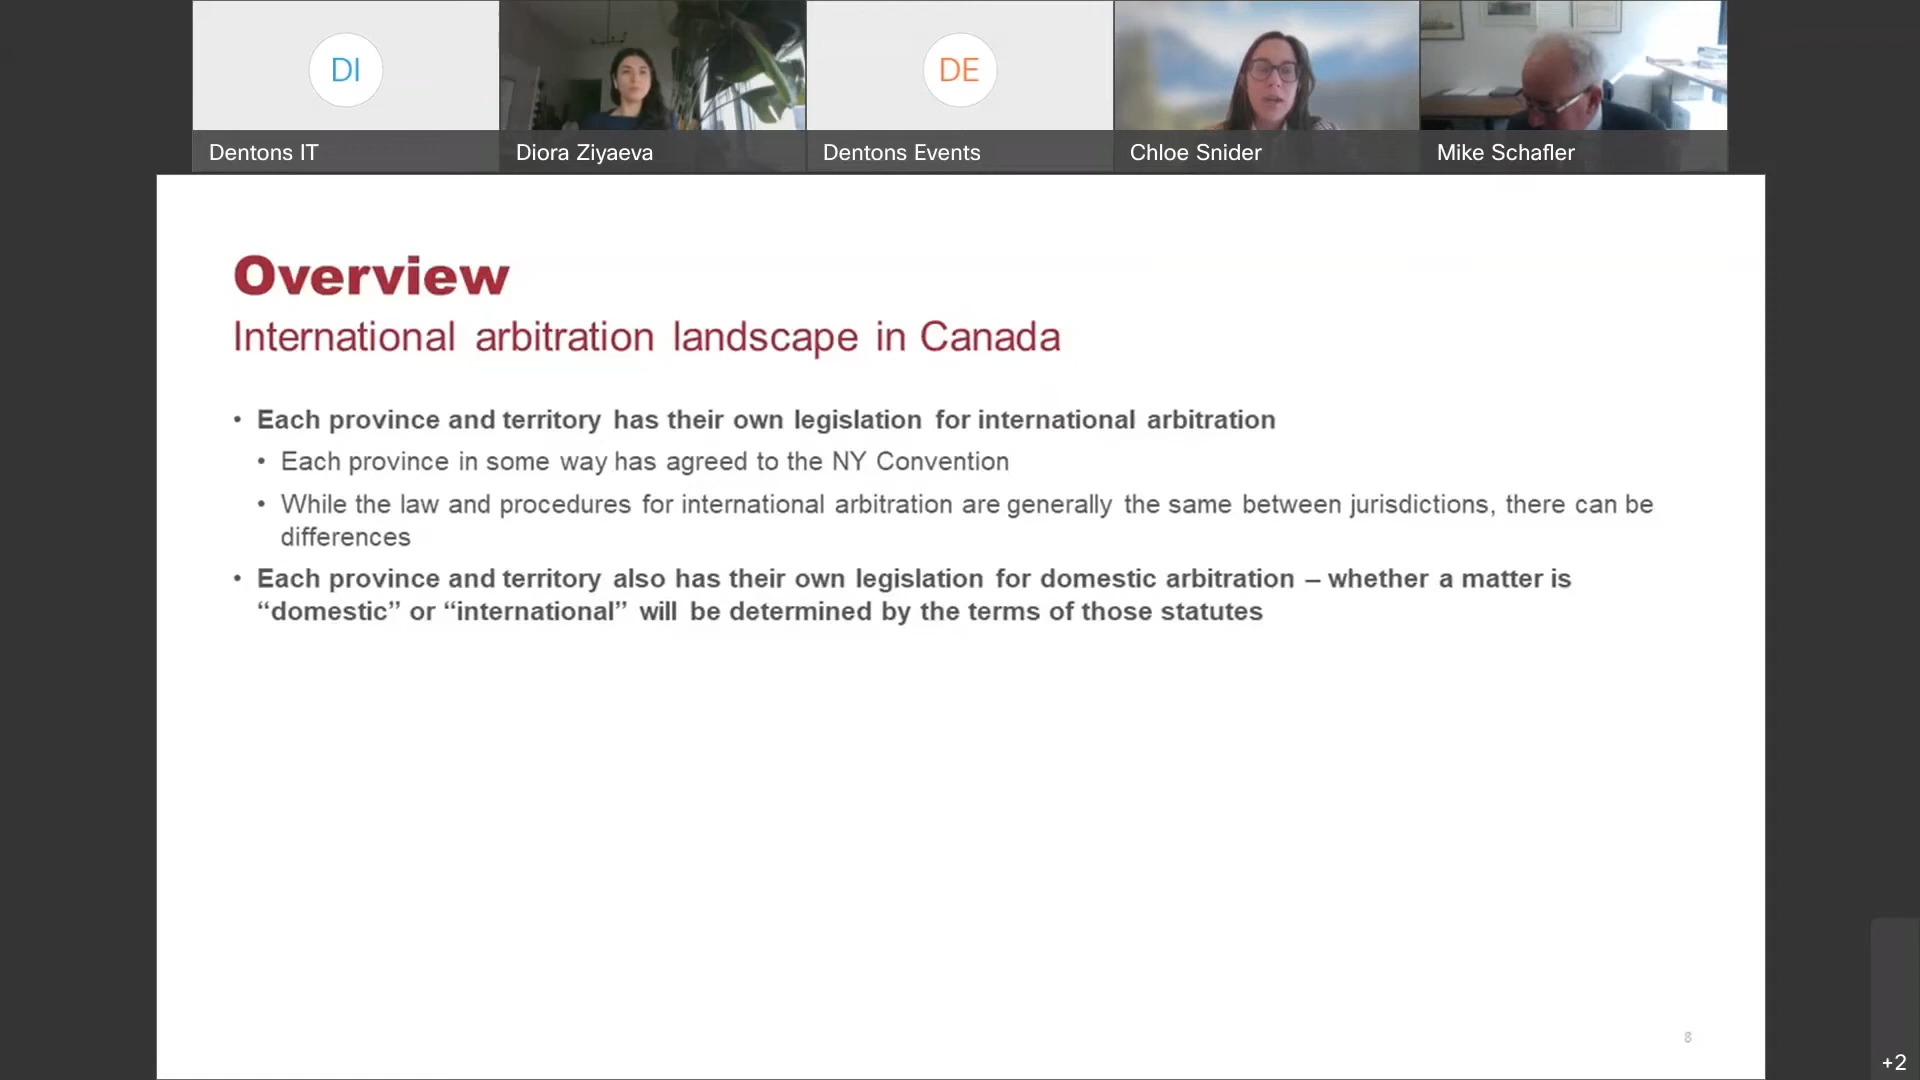 DI
DE
Dentons IT
Diora Ziyaeva
Dentons Events
Chloe Snider
Mike Schafler
Overview
International arbitration landscape in Canada
• Each province and territory has their own legislation for international arbitration
• Each province in some way has agreed to the NY Convention
• While the law and procedures for international arbitration are generally the same between jurisdictions, there can be
differences
• Each province and territory also has their own legislation for domestic arbitration – whether a matter is
“domestic” or “international” will be determined by the terms of those statutes
8
+2